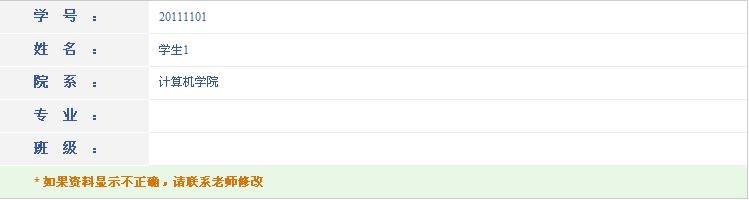 学 号 ： 20111101
姓 名 ： 学生1
院 系 ： 计算机学院
专 业 ：
班 级 ：
* 如果资料显示不正确，请联系老师修改